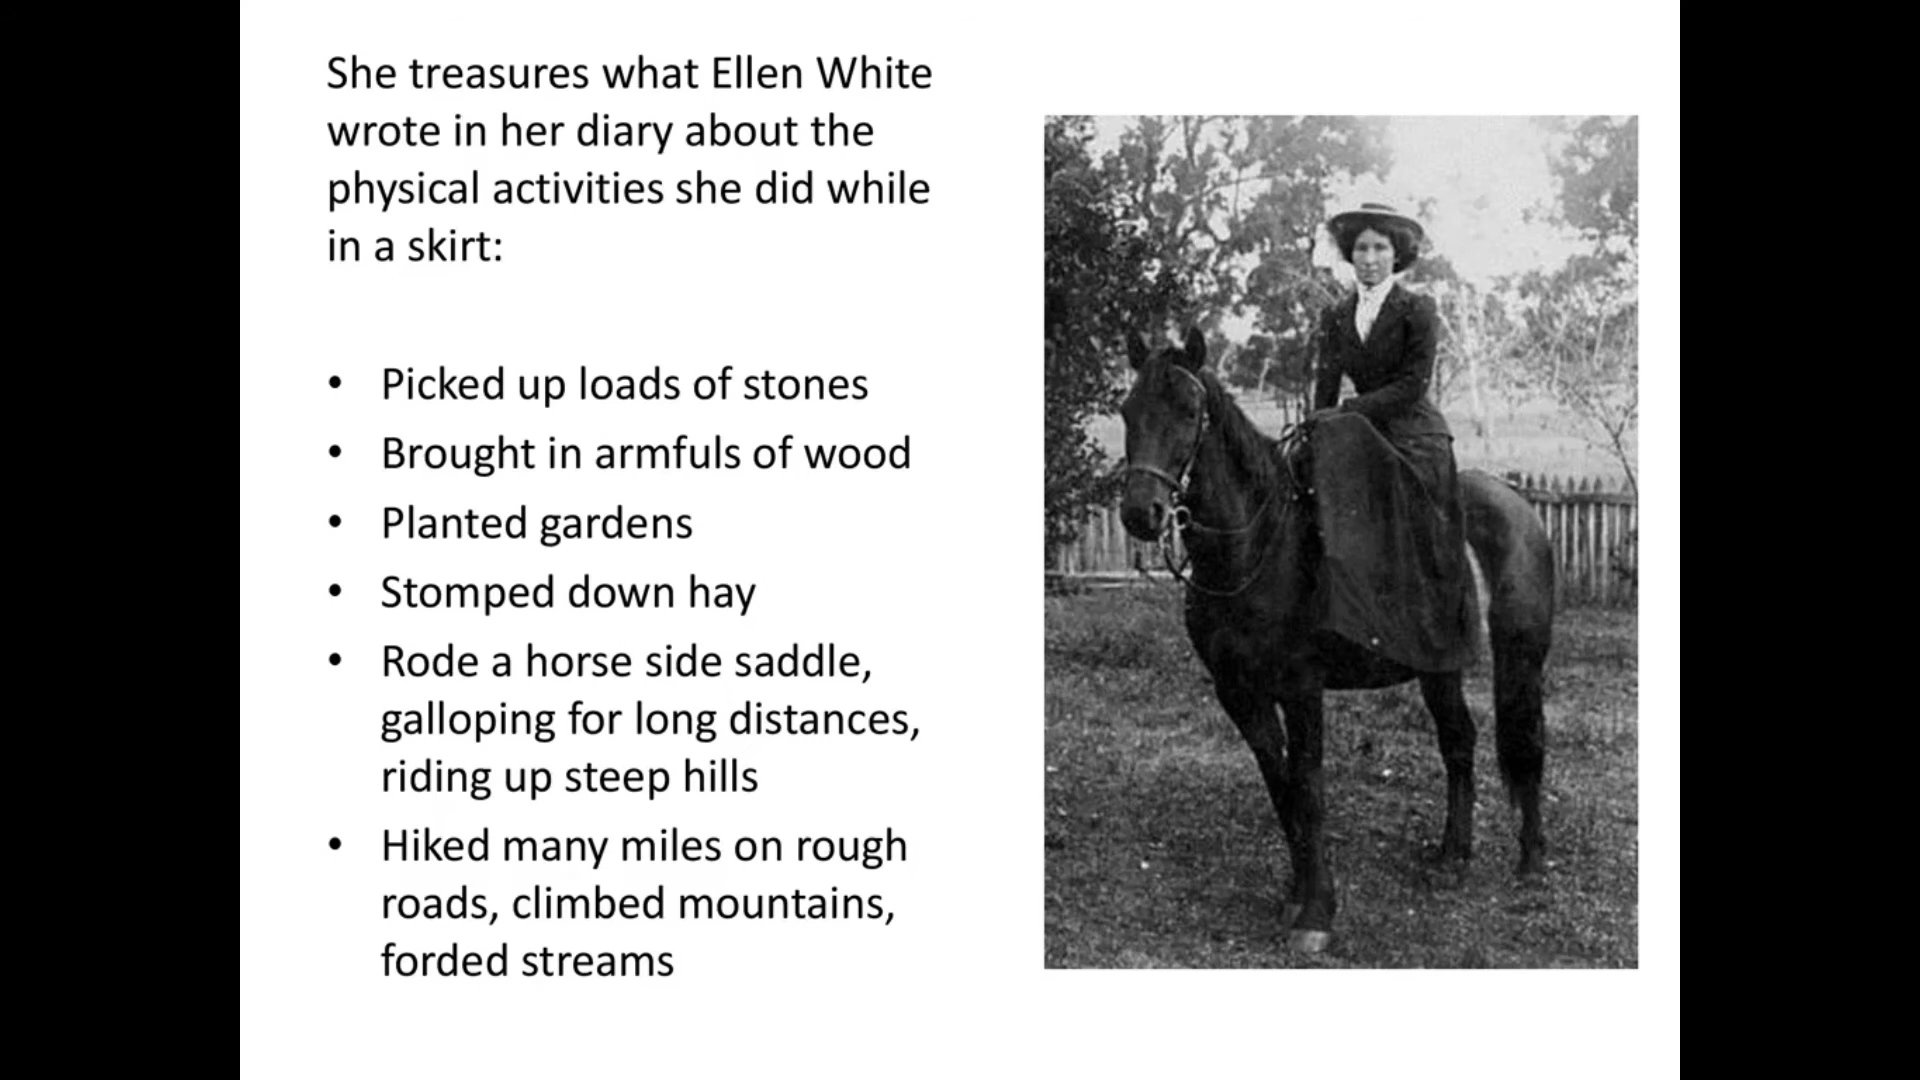 She treasures what Ellen White
wrote in her diary about the
physical activities she did while
in a skirt:
• Picked up loads of stones
• Brought in armfuls of wood
• Planted gardens
• Stomped down hay
• Rode a horse side saddle,
galloping for long distances,
riding up steep hills
• Hiked many miles on rough
roads, climbed mountains,
forded streams